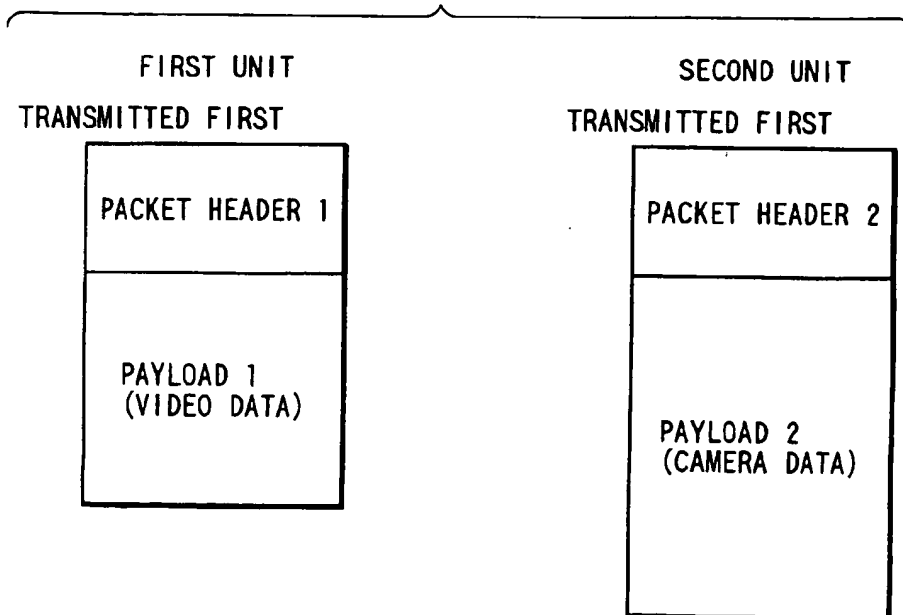 FIRST UNIT
TRANSMITTED FIRST
PACKET HEADER 1
PAYLOAD 1
(VIDEO DATA)
SECOND UNIT
TRANSMITTED FIRST
PACKET HEADER 2
PAYLOAD 2
(CAMERA DATA)